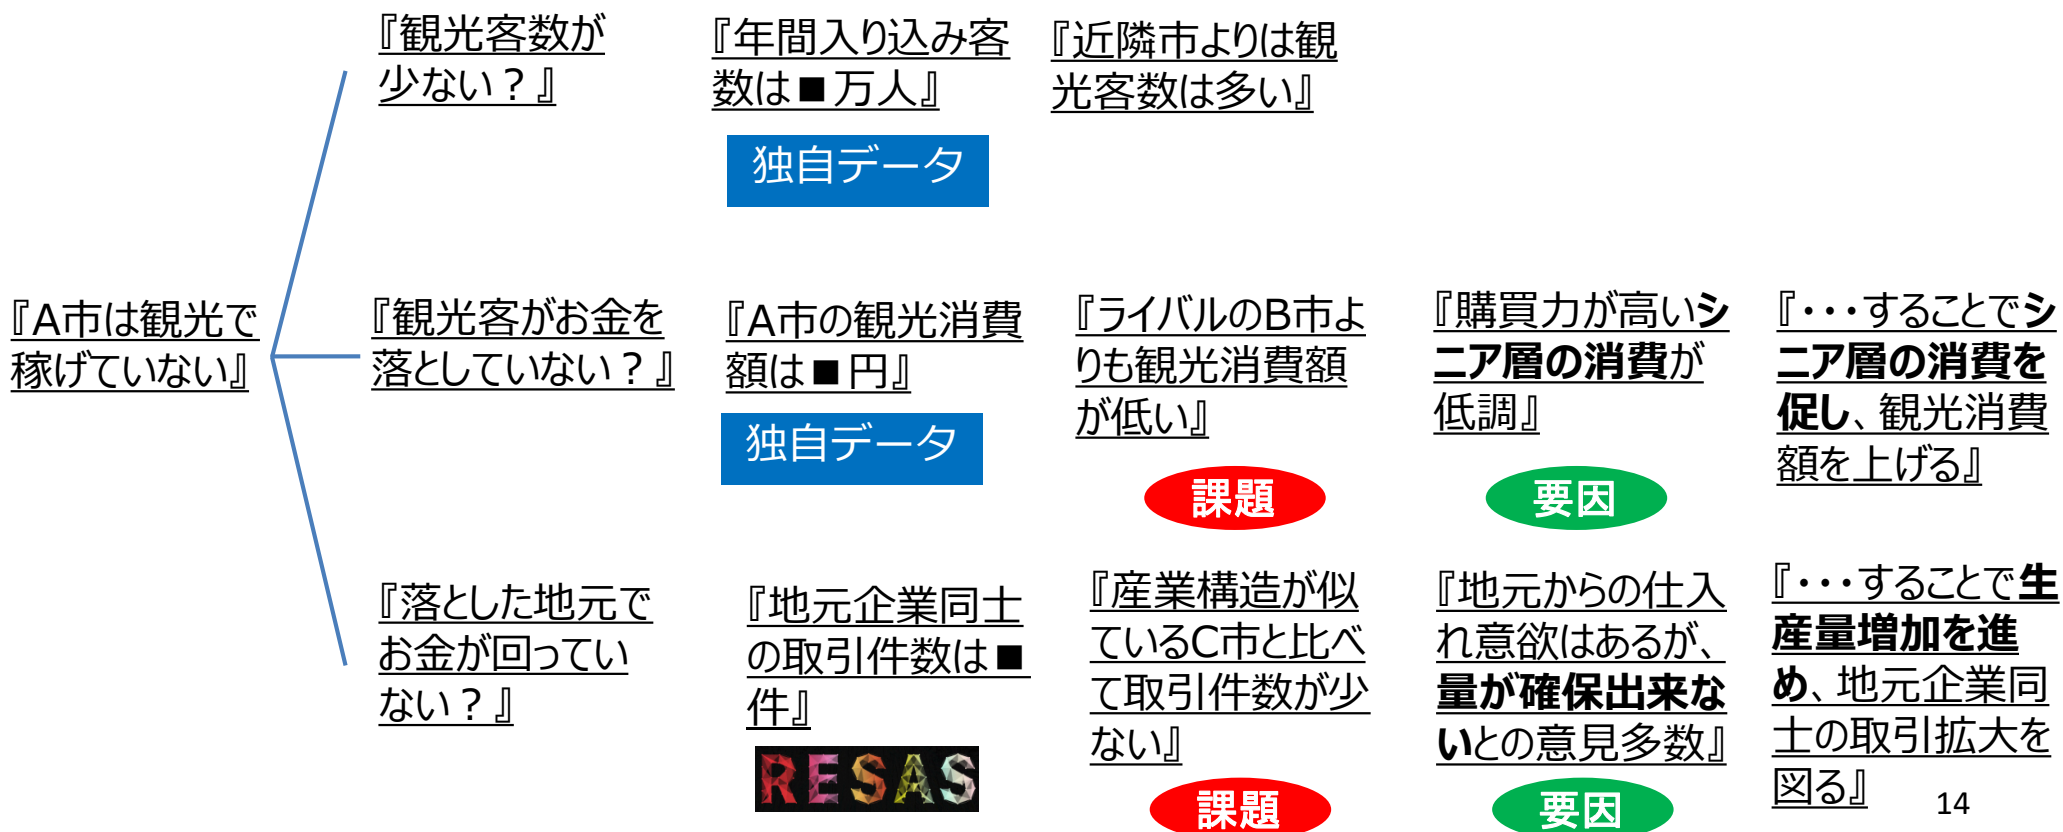 『観光客数が
少ない？』
『年間入り込み客
数は■万人』
独自データ
『近隣市よりは観
光客数は多い』
『A市は観光で
稼げていない』
『観光客がお金を
落としていない？』
『A市の観光消費
額は■円』
独自データ
『ライバルのB市よ
りも観光消費額
が低い』
課題
『購買力が高いシ
ニア層の消費が
低調』
要因
『・・・することでシ
ニア層の消費を
促し、観光消費
額を上げる』
『落とした地元で
お金が回ってい
ない？』
『地元企業同士
の取引件数は■
件』
RESAS
『産業構造が似
ているC市と比べ
て取引件数が少
ない』
課題
『地元からの仕入
れ意欲はあるが、
量が確保出来な
いとの意見多数』
要因
『・・・することで生
産量増加を進
め、地元企業同
士の取引拡大を
図る』
14